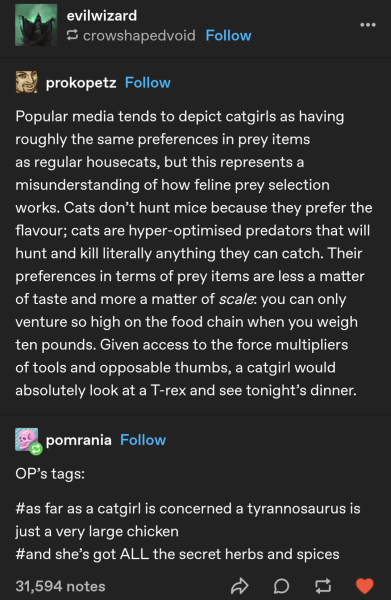 evilwizard
crowshapedvoid Follow
prokopetz Follow
Popular media tends to depict catgirls as having
roughly the same preferences in prey items
as regular housecats, but this represents a
misunderstanding of how feline prey selection
works. Cats don’t hunt mice because they prefer the
flavour; cats are hyper-optimised predators that will
hunt and kill literally anything they can catch. Their
preferences in terms of prey items are less a matter
of taste and more a matter of scale: you can only
venture so high on the food chain when you weigh
ten pounds. Given access to the force multipliers
of tools and opposable thumbs, a catgirl would
absolutely look at a T-rex and see tonight’s dinner.
pomrania Follow
OP’s tags:
#as far as a catgirl is concerned a tyrannosaurus is
just a very large chicken
#and she’s got ALL the secret herbs and spices
31,594 notes